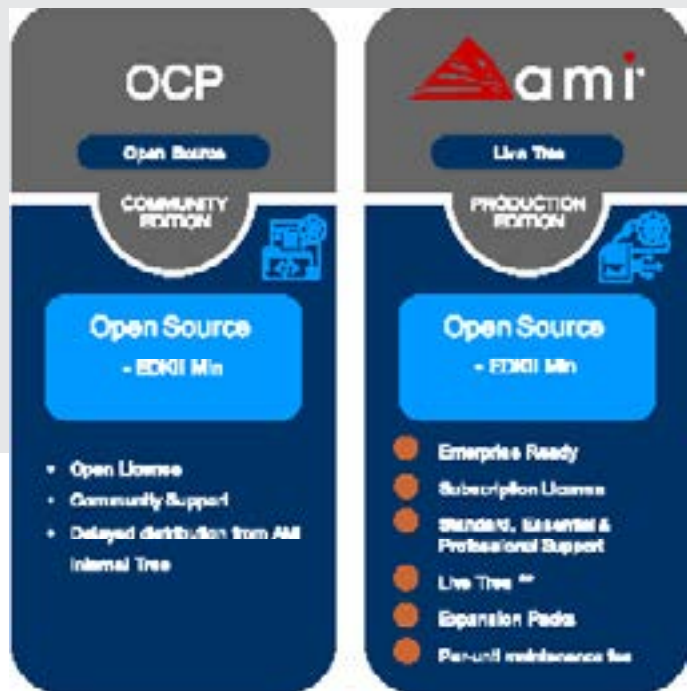 OCP
Open Source
COMMUNITY
EDITION
Open Source
- EDKII Min
• Open License
• Community Support
• Delayed distribution from AMI
Internal Tree
ami
Live Tree
PRODUCTION
EDITION
Open Source
- EDKII Min
Enterprise Ready
Subscription License
Standard, Essential &
Professional Support
Live Tree **
Expansion Packs
Per-unit maintenance fee